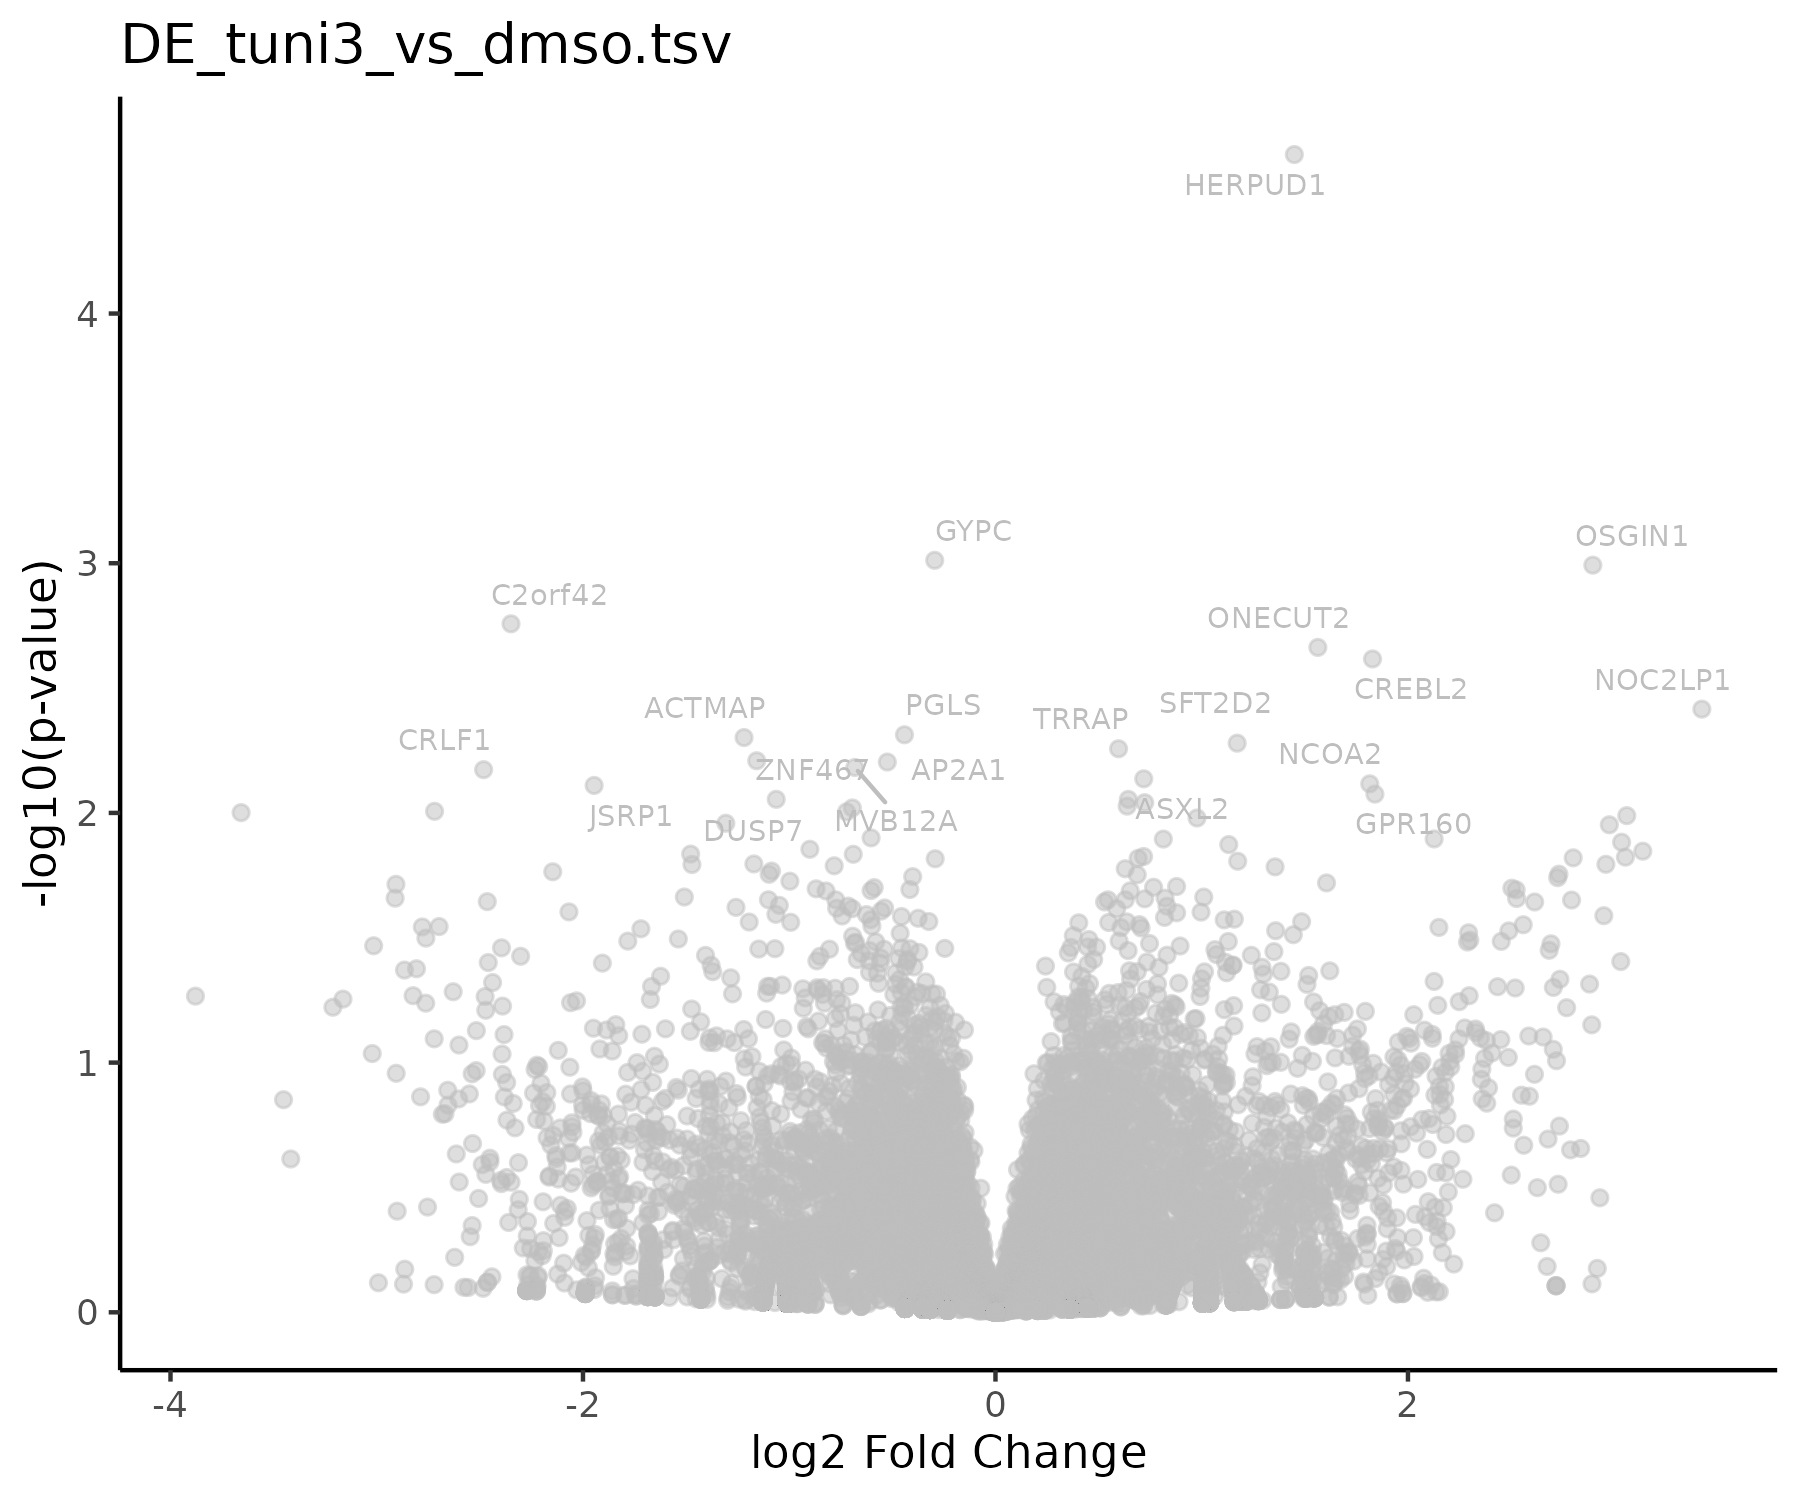 DE_tuni3_vs_dmso.tsv
HERPUD1
4
GYPC
OSGIN1
3
C2orf42
ONECUT2
CREBL2
NOC2LP1
ACTMAP
PGLS
SFT2D2
TRRAP
CRLF1
NCOA2
ZNF467
AP2A1
2
JSRP1
DUSP7
MVB12A
ASXL2
GPR160
1
0
-4
-2
0
2
log2 Fold Change
-log10(p-value)